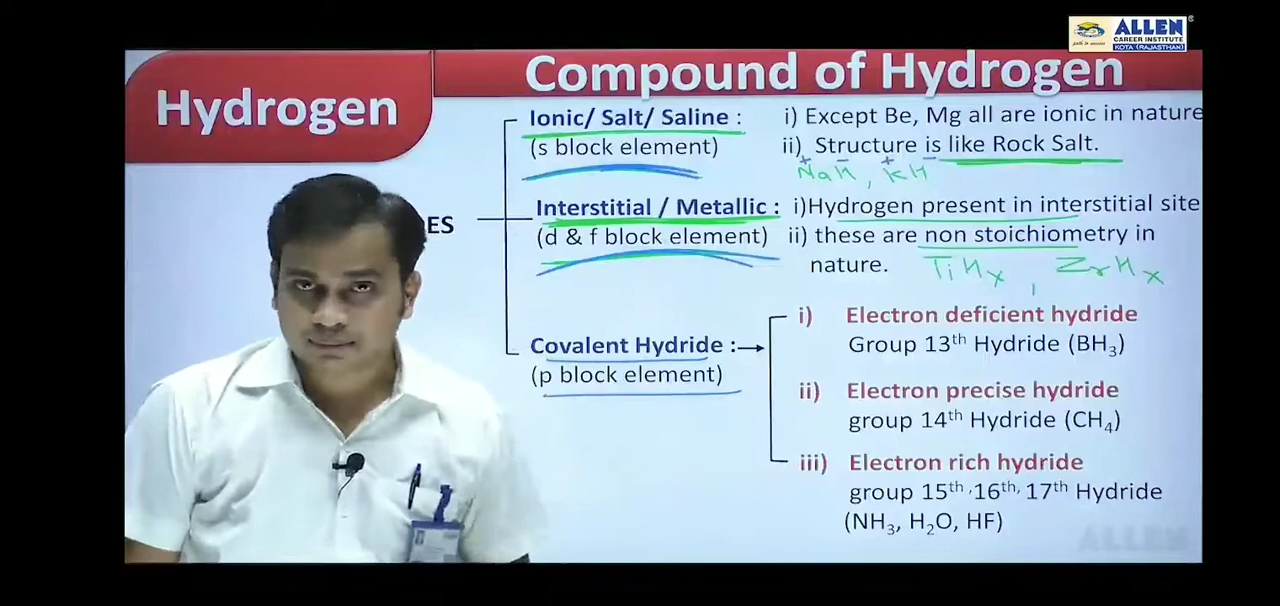 ALLEN
CAREER INSTITUTE
KOTA (RAJASTHAN)
Hydrogen
Compound of Hydrogen
ES
Ionic/ Salt/ Saline :
(s block element)
i) Except Be, Mg all are ionic in nature
ii) Structure is like Rock Salt.
Na⁺H⁻, K⁺H⁻
Interstitial / Metallic :
(d & f block element)
i)Hydrogen present in interstitial site
ii) these are non stoichiometry in
nature.
TiHx, ZrHx
Covalent Hydride :
(p block element)
i) Electron deficient hydride
Group 13th Hydride (BH₃)
ii) Electron precise hydride
group 14th Hydride (CH₄)
iii) Electron rich hydride
group 15th, 16th, 17th Hydride
(NH₃, H₂O, HF)
ALLEN